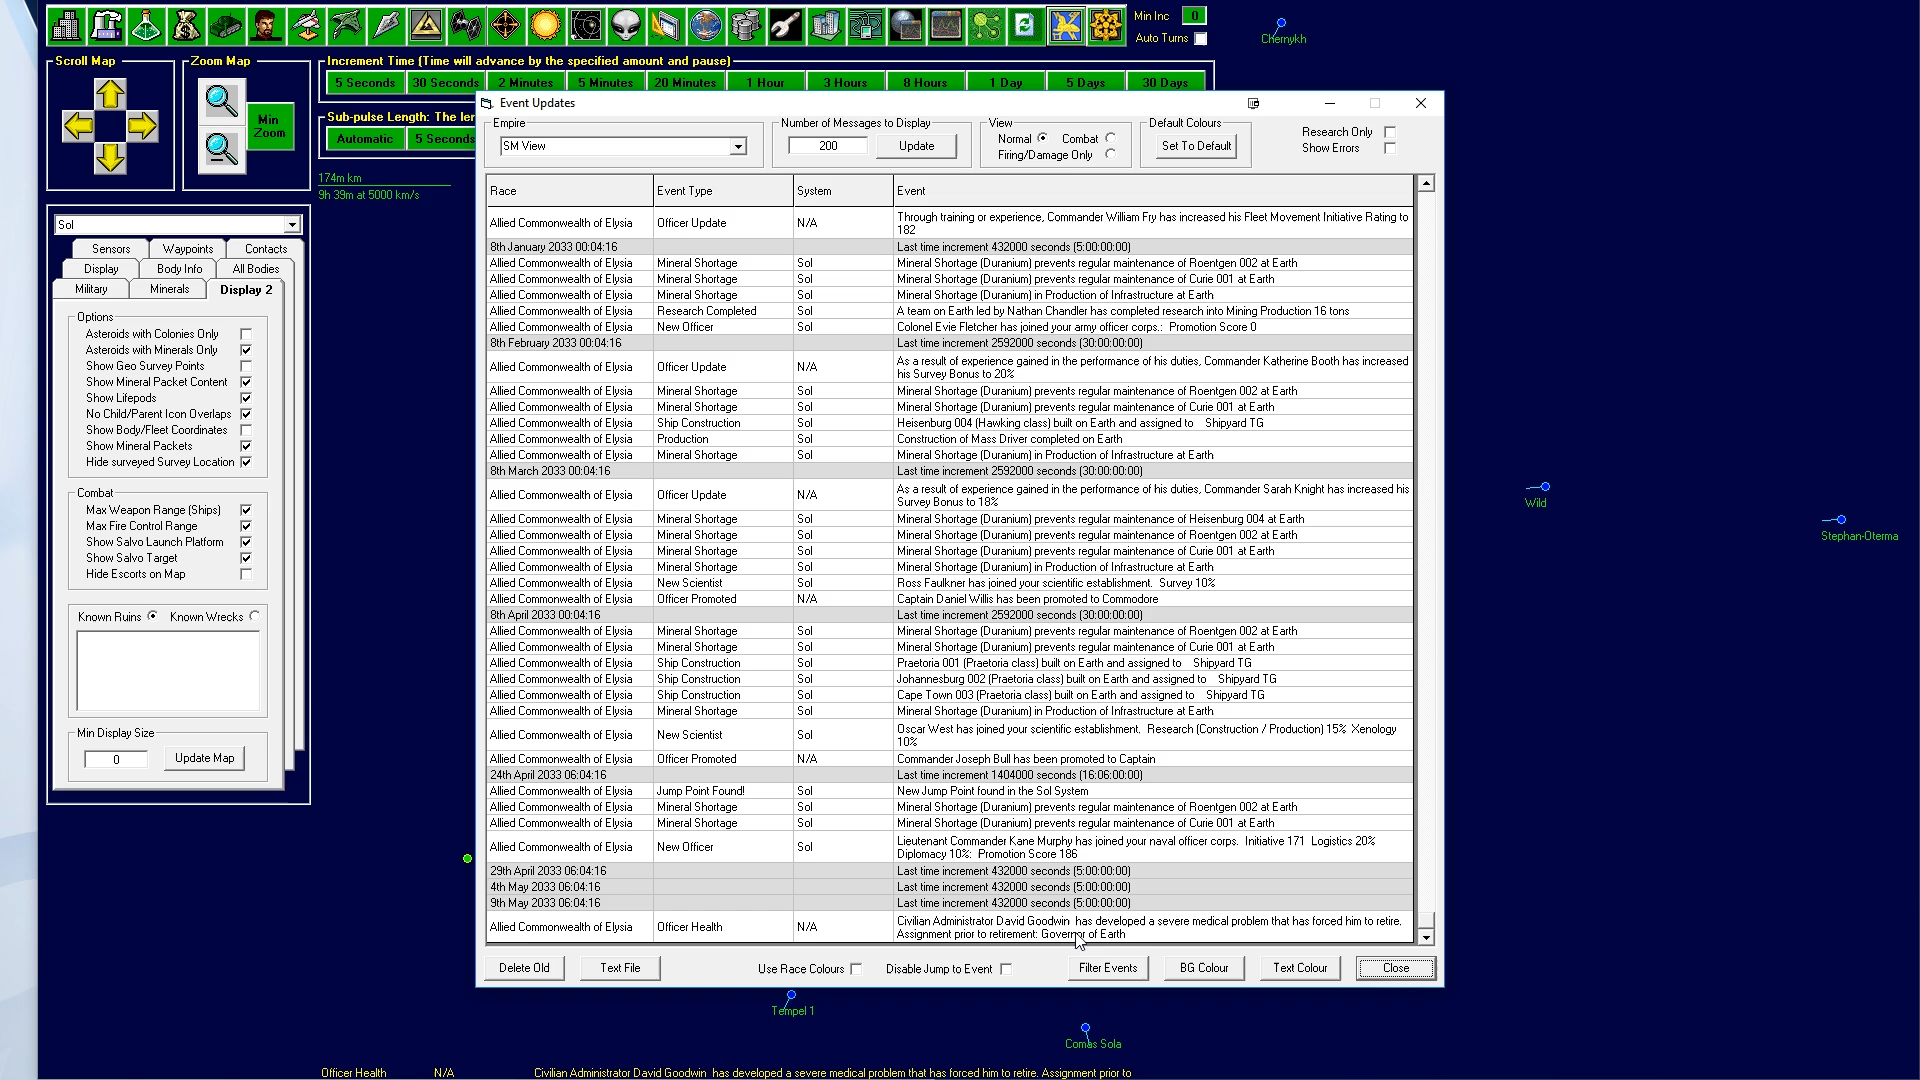 Min Inc 0
Auto Turns
Chernykh
Scroll Map
Zoom Map
Min Zoom
Increment Time (Time will advance by the specified amount and pause)
5 Seconds 30 Seconds 2 Minutes 5 Minutes 20 Minutes 1 Hour 3 Hours 8 Hours 1 Day 5 Days 30 Days
Sub-pulse Length: The ler
Automatic 5 Seconds
174m km
9h 39m at 5000 km/s
Sol
Sensors Waypoints Contacts
Display Body Info All Bodies
Military Minerals Display 2
Options
Asteroids with Colonies Only
Asteroids with Minerals Only
Show Geo Survey Points
Show Mineral Packet Content
Show Lifepods
No Child/Parent Icon Overlaps
Show Body/Fleet Coordinates
Show Mineral Packets
Hide surveyed Survey Location
Combat
Max Weapon Range (Ships)
Max Fire Control Range
Show Salvo Launch Platform
Show Salvo Target
Hide Escorts on Map
Known Ruins Known Wrecks
Min Display Size
0 Update Map
Event Updates
Empire
SM View
Number of Messages to Display
200 Update
View
Normal Combat
Firing/Damage Only
Default Colours
Set To Default
Research Only
Show Errors
Race Event Type System Event
Allied Commonwealth of Elysia Officer Update N/A Through training or experience, Commander William Fry has increased his Fleet Movement Initiative Rating to
182
8th January 2033 00:04:16 Last time increment 432000 seconds (5:00:00:00)
Allied Commonwealth of Elysia Mineral Shortage Sol Mineral Shortage (Duranium) prevents regular maintenance of Roentgen 002 at Earth
Allied Commonwealth of Elysia Mineral Shortage Sol Mineral Shortage (Duranium) prevents regular maintenance of Curie 001 at Earth
Allied Commonwealth of Elysia Mineral Shortage Sol Mineral Shortage (Duranium) in Production of Infrastructure at Earth
Allied Commonwealth of Elysia Research Completed Sol A team on Earth led by Nathan Chandler has completed research into Mining Production 16 tons
Allied Commonwealth of Elysia New Officer Sol Colonel Evie Fletcher has joined your army officer corps.: Promotion Score 0
8th February 2033 00:04:16 Last time increment 2592000 seconds (30:00:00:00)
Allied Commonwealth of Elysia Officer Update N/A As a result of experience gained in the performance of his duties, Commander Katherine Booth has increased
his Survey Bonus to 20%
Allied Commonwealth of Elysia Mineral Shortage Sol Mineral Shortage (Duranium) prevents regular maintenance of Roentgen 002 at Earth
Allied Commonwealth of Elysia Mineral Shortage Sol Mineral Shortage (Duranium) prevents regular maintenance of Curie 001 at Earth
Allied Commonwealth of Elysia Ship Construction Sol Heisenburg 004 (Hawking class) built on Earth and assigned to Shipyard TG
Allied Commonwealth of Elysia Production Sol Construction of Mass Driver completed on Earth
Allied Commonwealth of Elysia Mineral Shortage Sol Mineral Shortage (Duranium) in Production of Infrastructure at Earth
8th March 2033 00:04:16 Last time increment 2592000 seconds (30:00:00:00)
Allied Commonwealth of Elysia Officer Update N/A As a result of experience gained in the performance of his duties, Commander Sarah Knight has increased his
Survey Bonus to 18%
Allied Commonwealth of Elysia Mineral Shortage Sol Mineral Shortage (Duranium) prevents regular maintenance of Heisenburg 004 at Earth
Allied Commonwealth of Elysia Mineral Shortage Sol Mineral Shortage (Duranium) prevents regular maintenance of Roentgen 002 at Earth
Allied Commonwealth of Elysia Mineral Shortage Sol Mineral Shortage (Duranium) prevents regular maintenance of Curie 001 at Earth
Allied Commonwealth of Elysia Mineral Shortage Sol Mineral Shortage (Duranium) in Production of Infrastructure at Earth
Allied Commonwealth of Elysia New Scientist Sol Ross Faulkner has joined your scientific establishment. Survey 10%
Allied Commonwealth of Elysia Officer Promoted N/A Captain Daniel Willis has been promoted to Commodore
8th April 2033 00:04:16 Last time increment 2592000 seconds (30:00:00:00)
Allied Commonwealth of Elysia Mineral Shortage Sol Mineral Shortage (Duranium) prevents regular maintenance of Roentgen 002 at Earth
Allied Commonwealth of Elysia Mineral Shortage Sol Mineral Shortage (Duranium) prevents regular maintenance of Curie 001 at Earth
Allied Commonwealth of Elysia Ship Construction Sol Praetoria 001 (Praetoria class) built on Earth and assigned to Shipyard TG
Allied Commonwealth of Elysia Ship Construction Sol Johannesburg 002 (Praetoria class) built on Earth and assigned to Shipyard TG
Allied Commonwealth of Elysia Ship Construction Sol Cape Town 003 (Praetoria class) built on Earth and assigned to Shipyard TG
Allied Commonwealth of Elysia Mineral Shortage Sol Mineral Shortage (Duranium) in Production of Infrastructure at Earth
Allied Commonwealth of Elysia New Scientist Sol Oscar West has joined your scientific establishment. Research (Construction / Production) 15% Xenology
10%
Allied Commonwealth of Elysia Officer Promoted N/A Commander Joseph Bull has been promoted to Captain
24th April 2033 06:04:16 Last time increment 1404000 seconds (16:06:00:00)
Allied Commonwealth of Elysia Jump Point Found! Sol New Jump Point found in the Sol System
Allied Commonwealth of Elysia Mineral Shortage Sol Mineral Shortage (Duranium) prevents regular maintenance of Roentgen 002 at Earth
Allied Commonwealth of Elysia Mineral Shortage Sol Mineral Shortage (Duranium) prevents regular maintenance of Curie 001 at Earth
Allied Commonwealth of Elysia New Officer Sol Lieutenant Commander Kane Murphy has joined your naval officer corps. Initiative 171 Logistics 20%
Diplomacy 10%: Promotion Score 186
29th April 2033 06:04:16 Last time increment 432000 seconds (5:00:00:00)
4th May 2033 06:04:16 Last time increment 432000 seconds (5:00:00:00)
9th May 2033 06:04:16 Last time increment 432000 seconds (5:00:00:00)
Allied Commonwealth of Elysia Officer Health N/A Civilian Administrator David Goodwin has developed a severe medical problem that has forced him to retire.
Assignment prior to retirement: Governor of Earth
Delete Old Text File Use Race Colours Disable Jump to Event Filter Events BG Colour Text Colour Close
Wild
Stephan-Oterma
Tempel 1
Comas Sola
Officer Health N/A Civilian Administrator David Goodwin has developed a severe medical problem that has forced him to retire. Assignment prior to